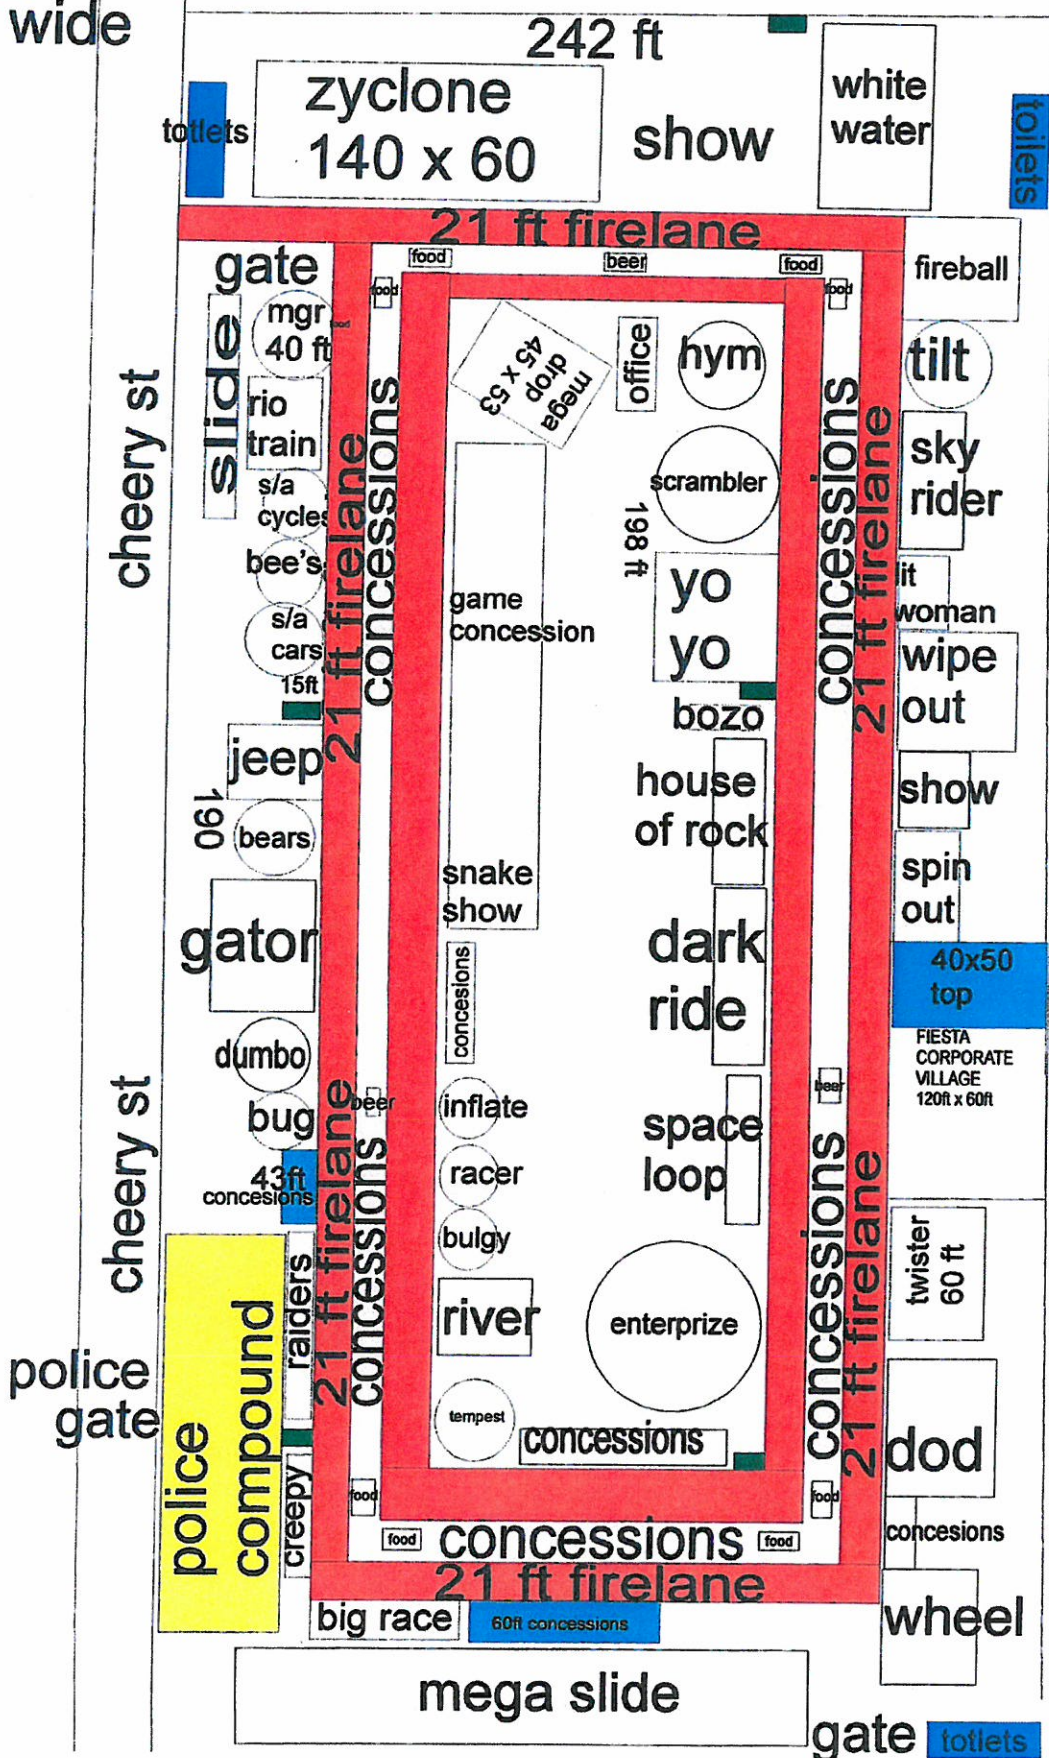 wide
242 ft
zyclone
140 x 60
totlets
show
white
water
toilets
21 ft firelane
gate
food
beer
food
food
food
fireball
mgr
40 ft
food
slide
rio
train
s/a
cycles
bee's
s/a
cars
15ft
jeep
190
bears
gator
dumbo
bug
43ft
concesions
cheery st
cheery st
21 ft firelane
concessions
mega
drop
45 x 53
office
hym
scrambler
198 ft
yo
yo
game
concession
bozo
house
of rock
snake
show
dark
ride
concesions
inflate
racer
bulgy
space
loop
river
enterprize
tempest
concessions
concessions
21 ft firelane
tilt
sky
rider
lit
woman
wipe
out
show
spin
out
40x50
top
FIESTA
CORPORATE
VILLAGE
120ft x 60ft
beer
beer
21 ft firelane
concessions
concessions
21 ft firelane
twister
60 ft
dod
concesions
wheel
police
gate
police
compound
raiders
creepy
food
food
food
concessions
food
21 ft firelane
big race
60ft concessions
mega slide
gate
totlets